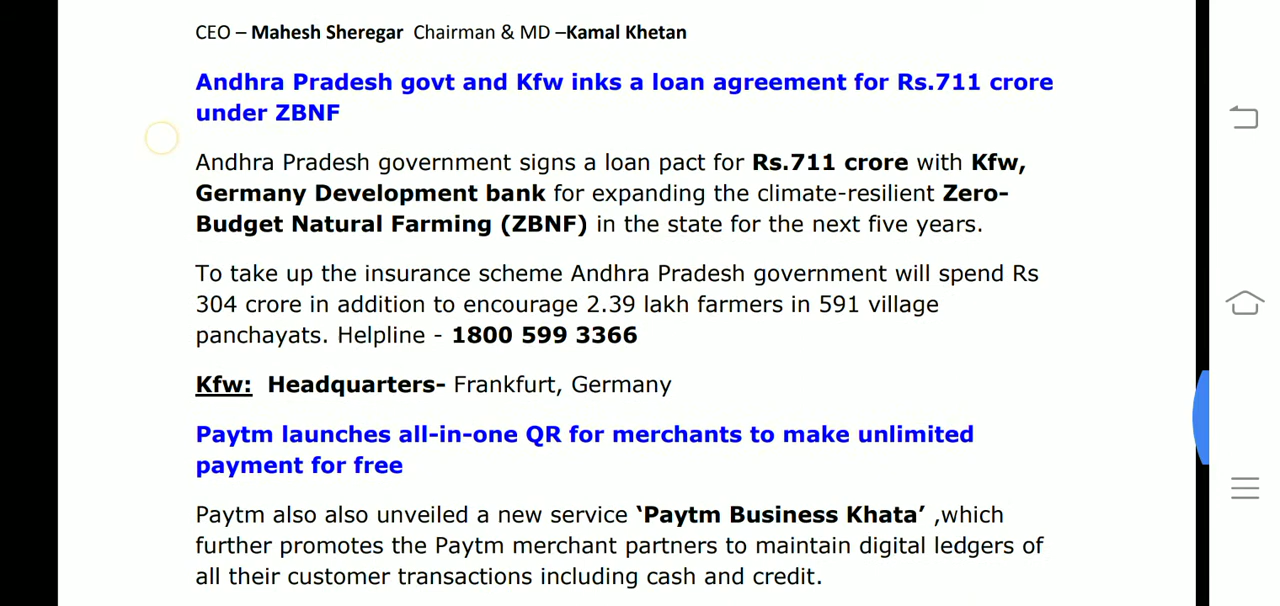 CEO – Mahesh Sheregar Chairman & MD –Kamal Khetan
Andhra Pradesh govt and Kfw inks a loan agreement for Rs.711 crore
under ZBNF
Andhra Pradesh government signs a loan pact for Rs.711 crore with Kfw,
Germany Development bank for expanding the climate-resilient Zero-
Budget Natural Farming (ZBNF) in the state for the next five years.
To take up the insurance scheme Andhra Pradesh government will spend Rs
304 crore in addition to encourage 2.39 lakh farmers in 591 village
panchayats. Helpline - 1800 599 3366
Kfw: Headquarters- Frankfurt, Germany
Paytm launches all-in-one QR for merchants to make unlimited
payment for free
Paytm also also unveiled a new service ‘Paytm Business Khata’ ,which
further promotes the Paytm merchant partners to maintain digital ledgers of
all their customer transactions including cash and credit.